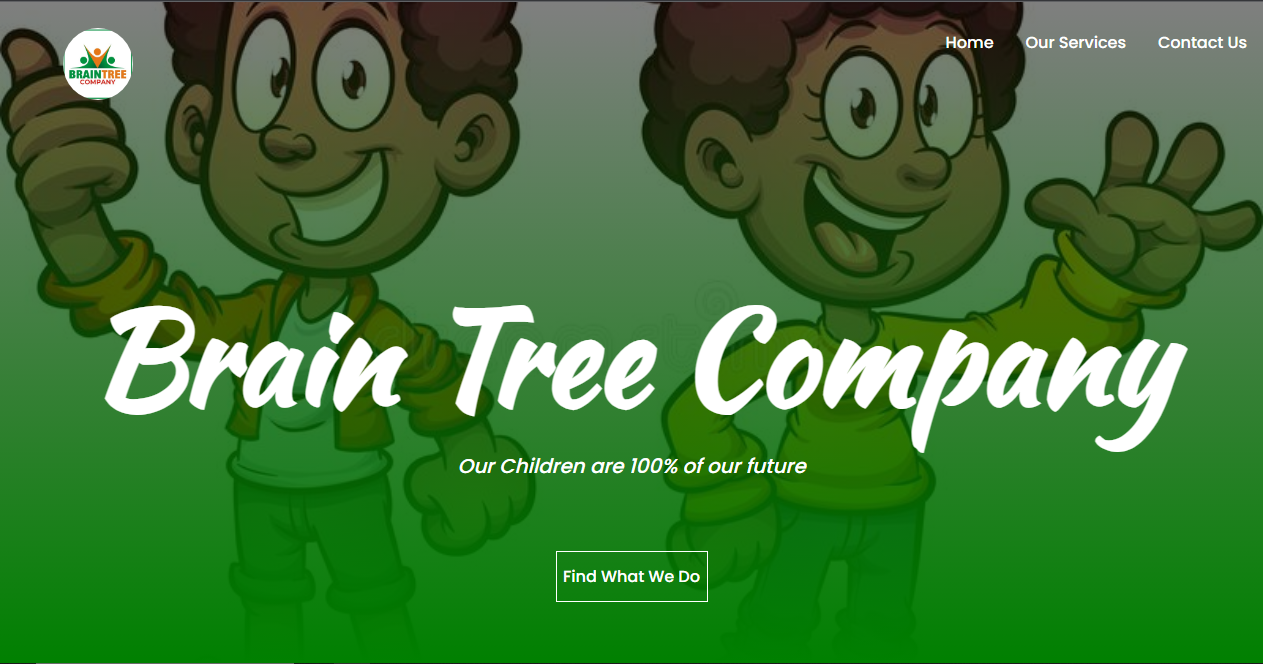 BRAINTREE
COMPANY
Home
Our Services
Contact Us
Brain Tree Company
Our Children are 100% of our future
Find What We Do